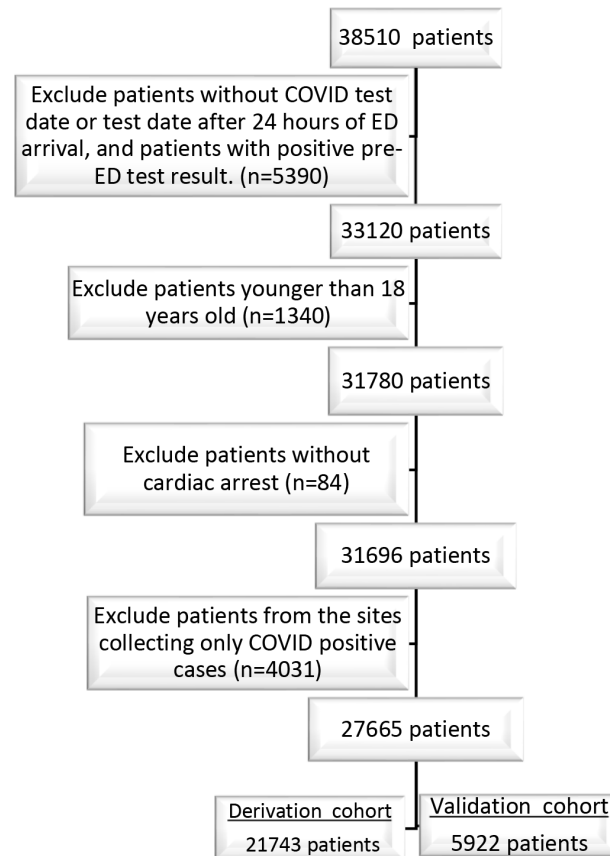 38510 patients
Exclude patients without COVID test
date or test date after 24 hours of ED
arrival, and patients with positive pre-
ED test result. (n=5390)
33120 patients
Exclude patients younger than 18
years old (n=1340)
31780 patients
Exclude patients without
cardiac arrest (n=84)
31696 patients
Exclude patients from the sites
collecting only COVID positive
cases (n=4031)
27665 patients
Derivation cohort
21743 patients
Validation cohort
5922 patients